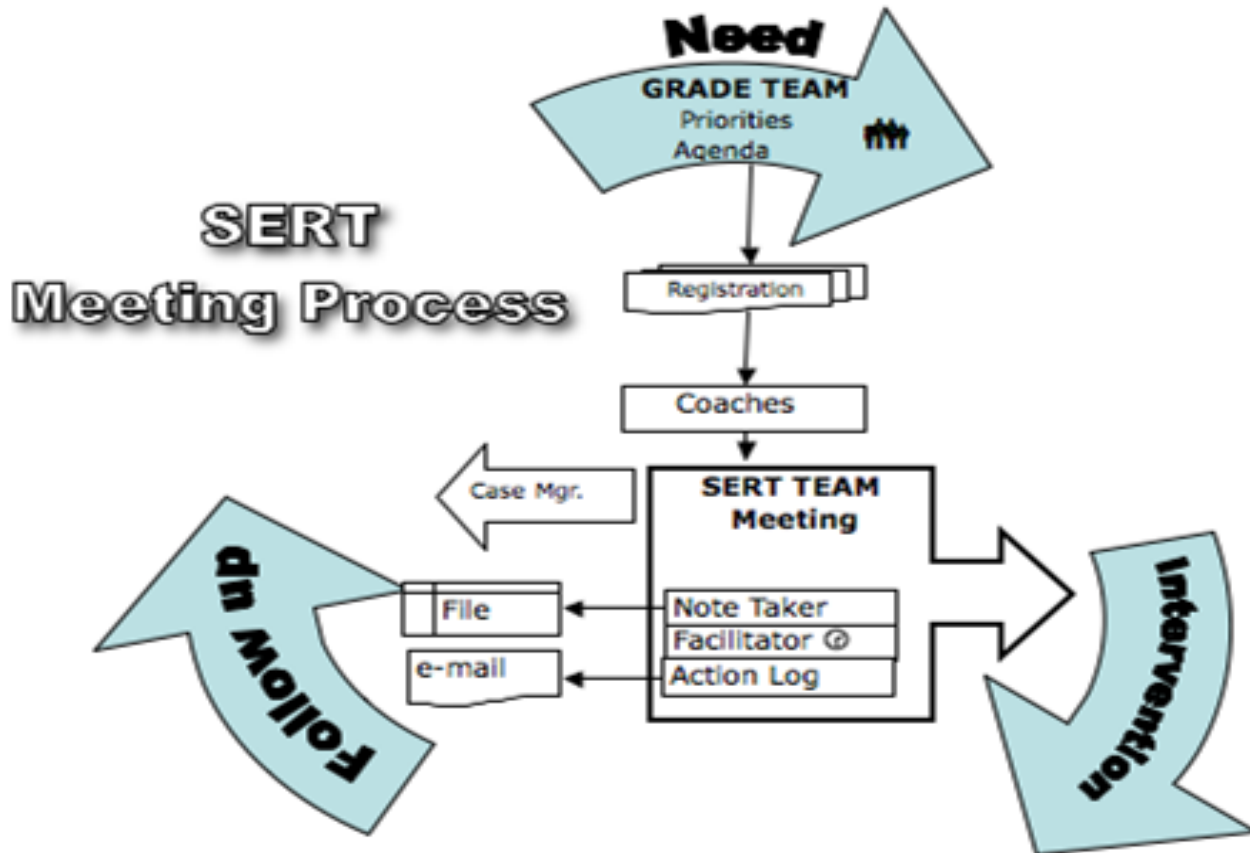 Need
GRADE TEAM
Priorities
Agenda
SERT
Meeting Process
Registration
Coaches
Case Mgr.
SERT TEAM
Meeting
File
Note Taker
Facilitator
e-mail
Action Log
Follow up
Intervention